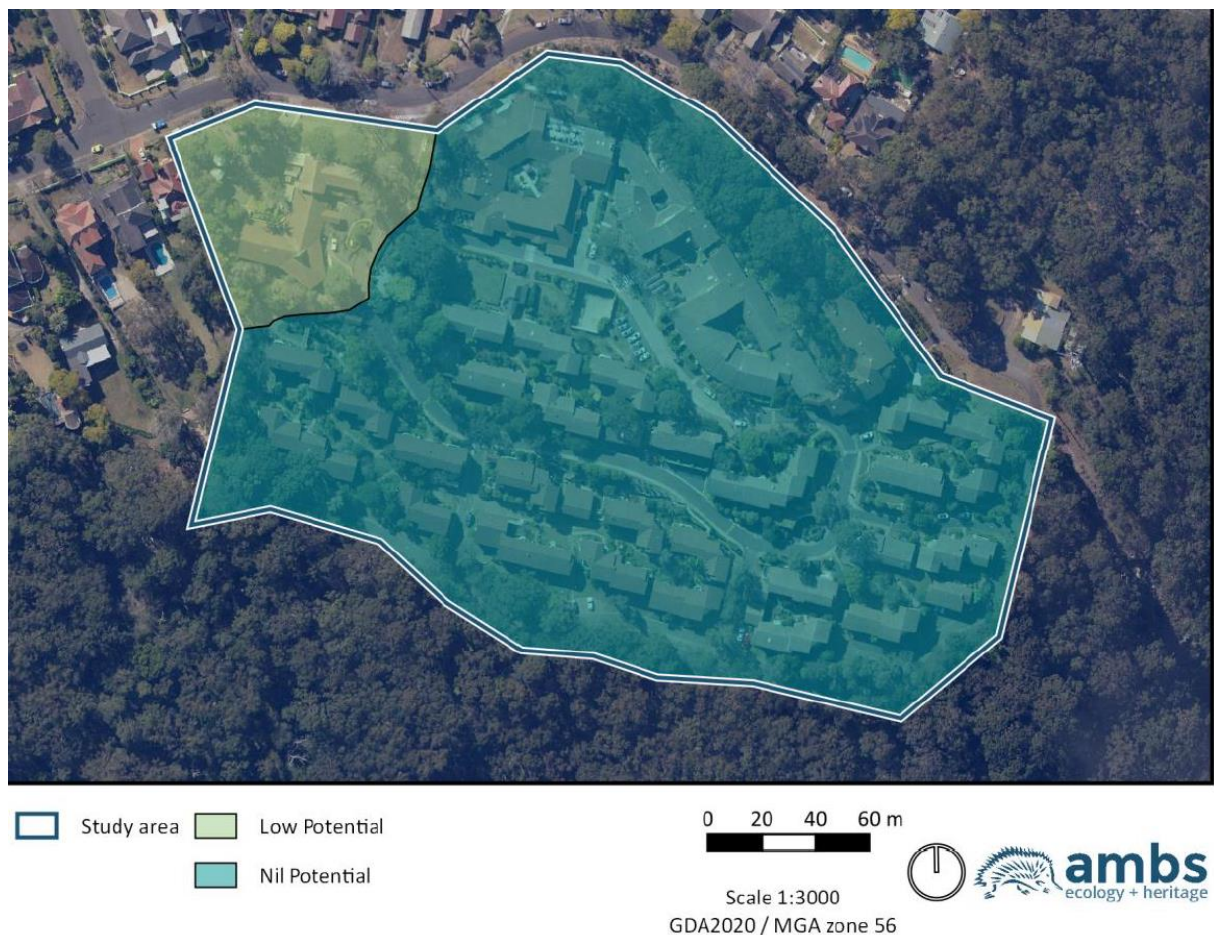 Study area
Low Potential
Nil Potential
0 20 40 60 m
Scale 1:3000
GDA2020 / MGA zone 56
ambs
ecology + heritage